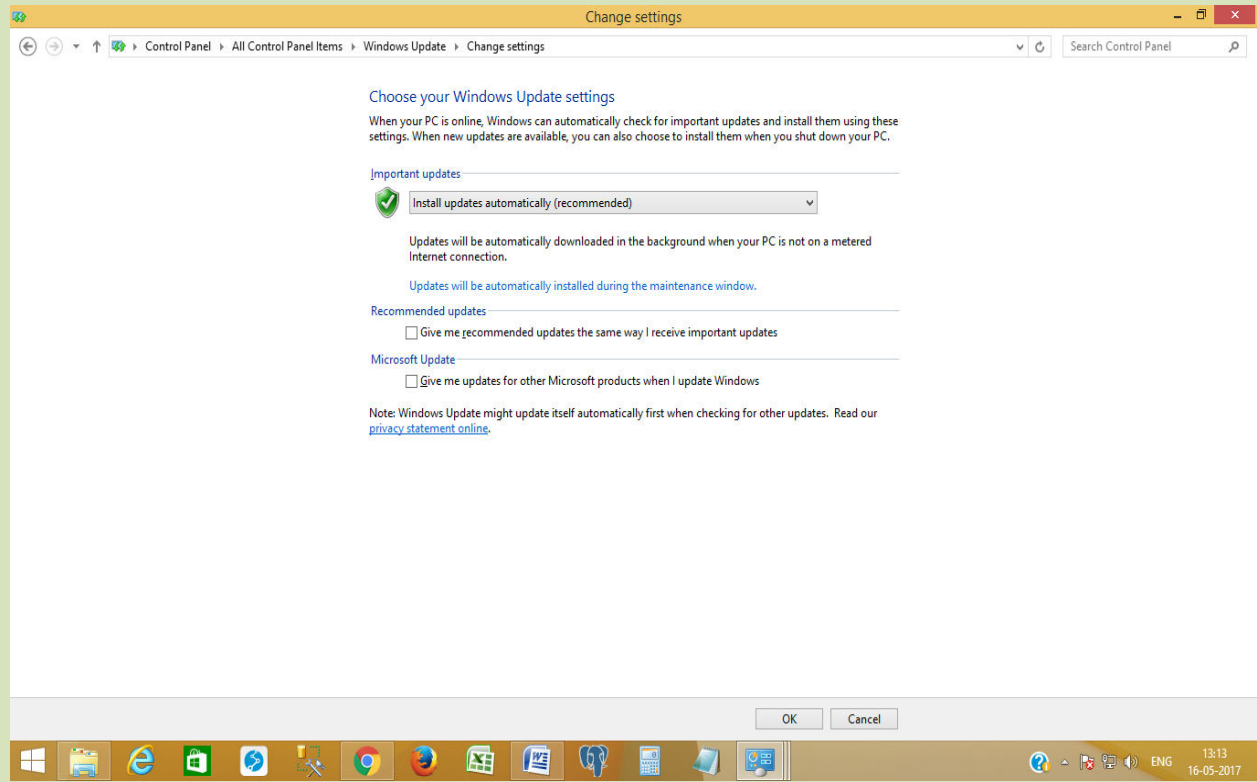 Change settings
Control Panel
All Control Panel Items
Windows Update
Change settings
Search Control Panel
Choose your Windows Update settings
When your PC is online, Windows can automatically check for important updates and install them using these
settings. When new updates are available, you can also choose to install them when you shut down your PC.
Important updates
Install updates automatically (recommended)
Updates will be automatically downloaded in the background when your PC is not on a metered
Internet connection.
Updates will be automatically installed during the maintenance window.
Recommended updates
Give me recommended updates the same way I receive important updates
Microsoft Update
Give me updates for other Microsoft products when I update Windows
Note: Windows Update might update itself automatically first when checking for other updates. Read our
privacy statement online.
OK
Cancel
ENG
13:13
16-05-2017